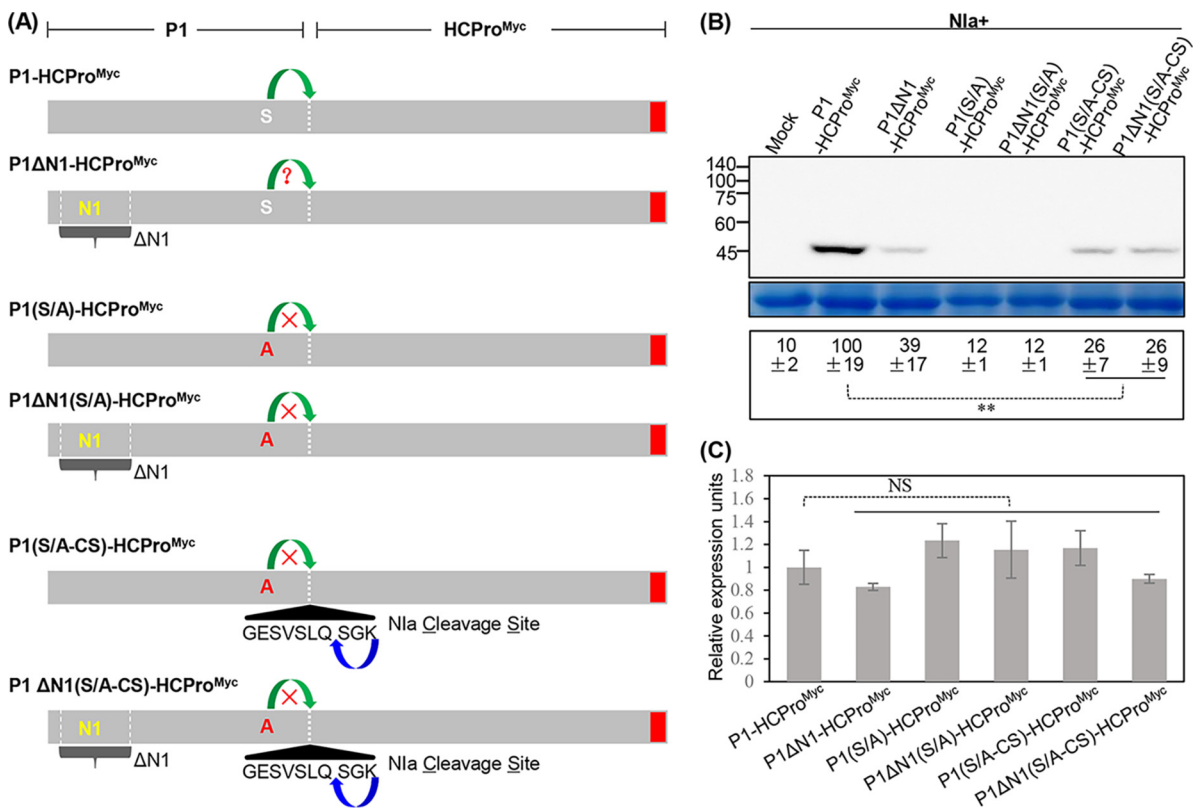 (A)
P1
HCProMyc
P1-HCProMyc
S
P1ΔN1-HCProMyc
?
N1
S
ΔN1
P1(S/A)-HCProMyc
A
P1ΔN1(S/A)-HCProMyc
N1
A
ΔN1
P1(S/A-CS)-HCProMyc
A
GESVSLQ SGK
NIa Cleavage Site
P1 ΔN1(S/A-CS)-HCProMyc
N1
A
ΔN1
GESVSLQ SGK
NIa Cleavage Site
(B)
NIa+
Mock
P1
-HCProMyc
P1ΔN1
-HCProMyc
P1(S/A)
-HCProMyc
P1ΔN1(S/A)
-HCProMyc
P1(S/A-CS)
-HCProMyc
P1ΔN1(S/A-CS)
-HCProMyc
140
100
75
60
45
10 100 39 12 12 26 26
±2 ±19 ±17 ±1 ±1 ±7 ±9
**
(C)
Relative expression units
1.8
1.6
1.4
1.2
1
0.8
0.6
0.4
0.2
0
NS
P1-HCProMyc
P1ΔN1-HCProMyc
P1(S/A)-HCProMyc
P1ΔN1(S/A)-HCProMyc
P1(S/A-CS)-HCProMyc
P1ΔN1(S/A-CS)-HCProMyc